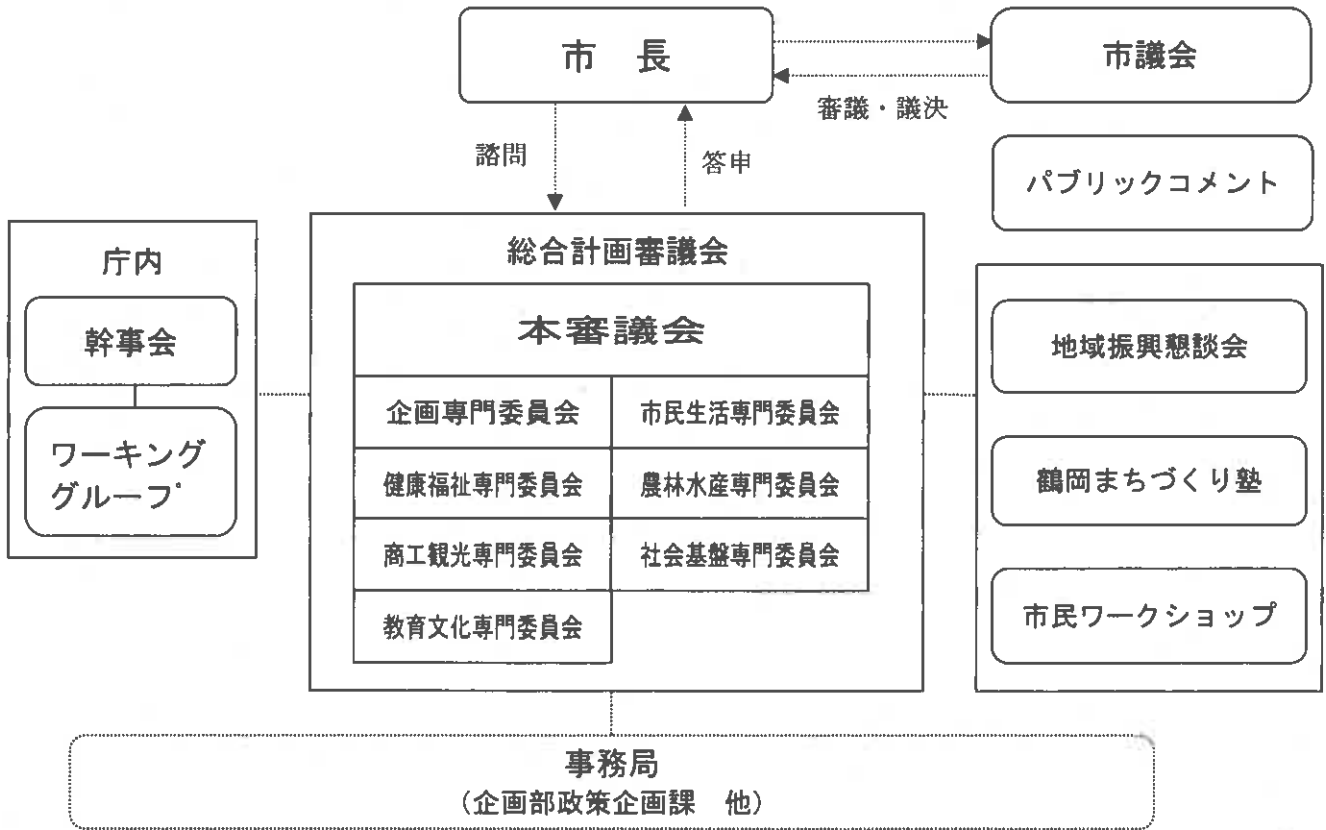 市　長
市議会
審議・議決
諮問
答申
パブリックコメント
庁内
幹事会
ワーキング
グループ
総合計画審議会
本審議会
企画専門委員会
市民生活専門委員会
健康福祉専門委員会
農林水産専門委員会
商工観光専門委員会
社会基盤専門委員会
教育文化専門委員会
地域振興懇談会
鶴岡まちづくり塾
市民ワークショップ
事務局
（企画部政策企画課　他）